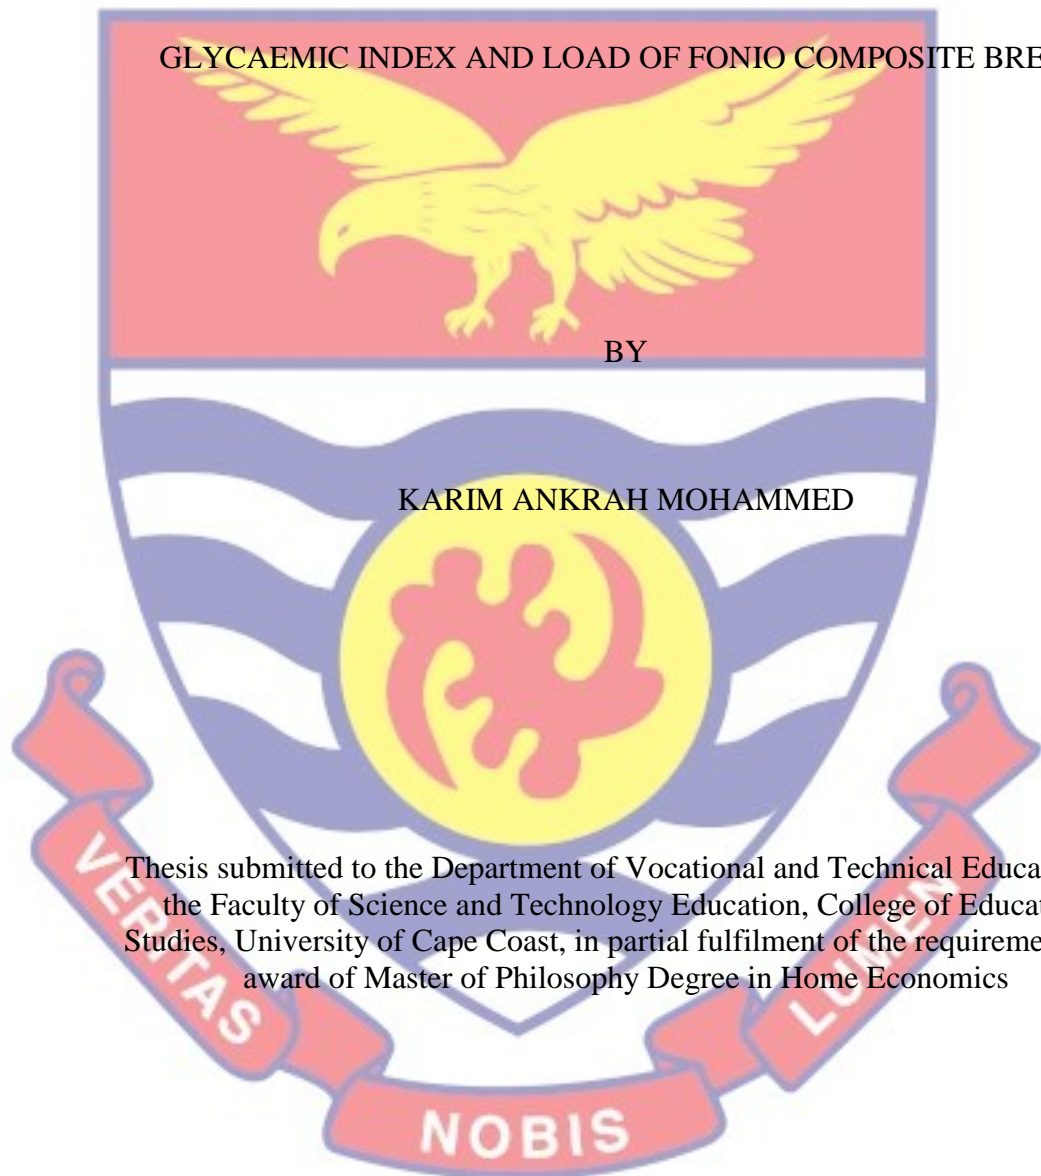 GLYCAEMIC INDEX AND LOAD OF FONIO COMPOSITE BRE
BY
KARIM ANKRAH MOHAMMED
Thesis submitted to the Department of Vocational and Technical Educa
the Faculty of Science and Technology Education, College of Educat
Studies, University of Cape Coast, in partial fulfilment of the requireme
award of Master of Philosophy Degree in Home Economics
VERITAS
NOBIS
LUMEN